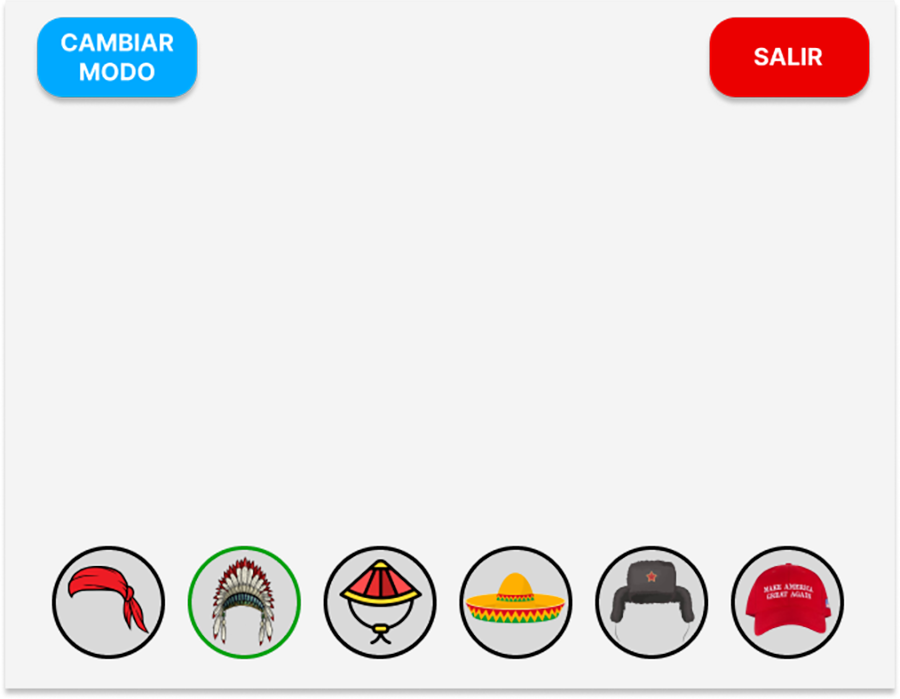 CAMBIAR
MODO
SALIR
MAKE AMERICA
GREAT AGAIN